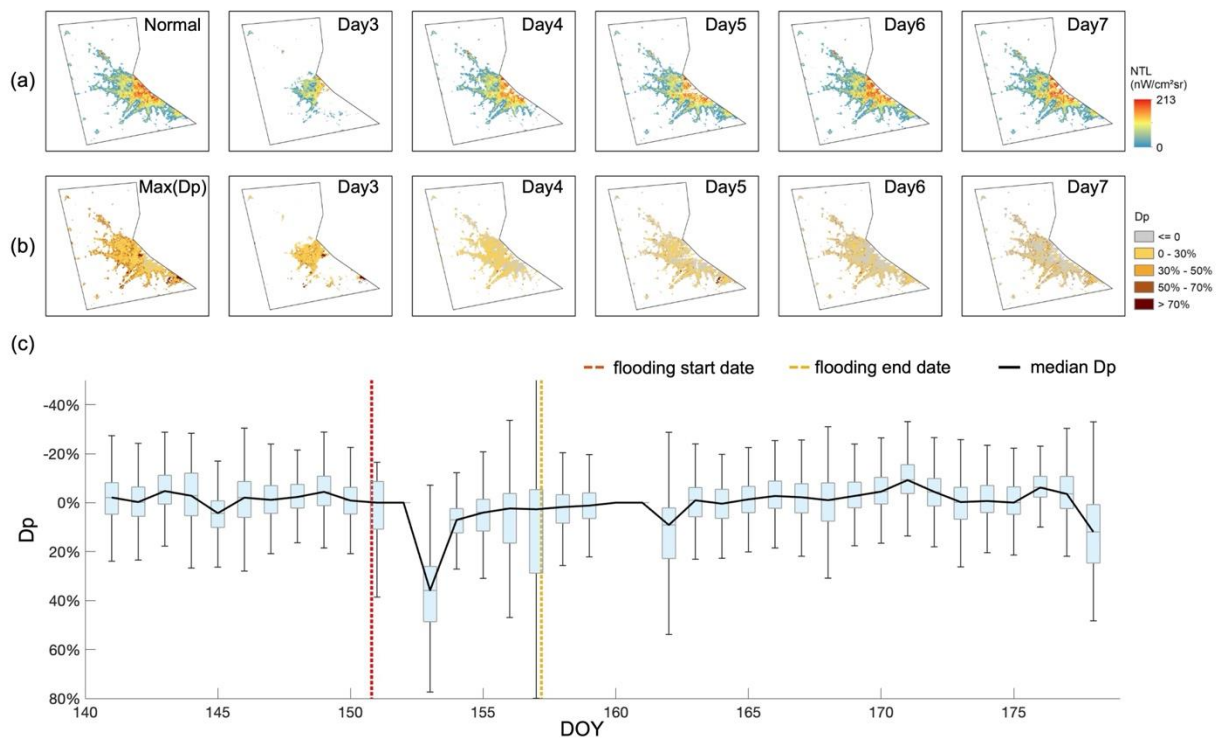 Normal Day3 Day4 Day5 Day6 Day7
(a)
NTL
(nW/cm²sr)
213
0
Max(Dp) Day3 Day4 Day5 Day6 Day7
(b)
Dp
<= 0
0 - 30%
30% - 50%
50% - 70%
> 70%
(c)
flooding start date flooding end date median Dp
-40%
-20%
0%
20%
40%
60%
80%
Dp
140 145 150 155 160 165 170 175
DOY